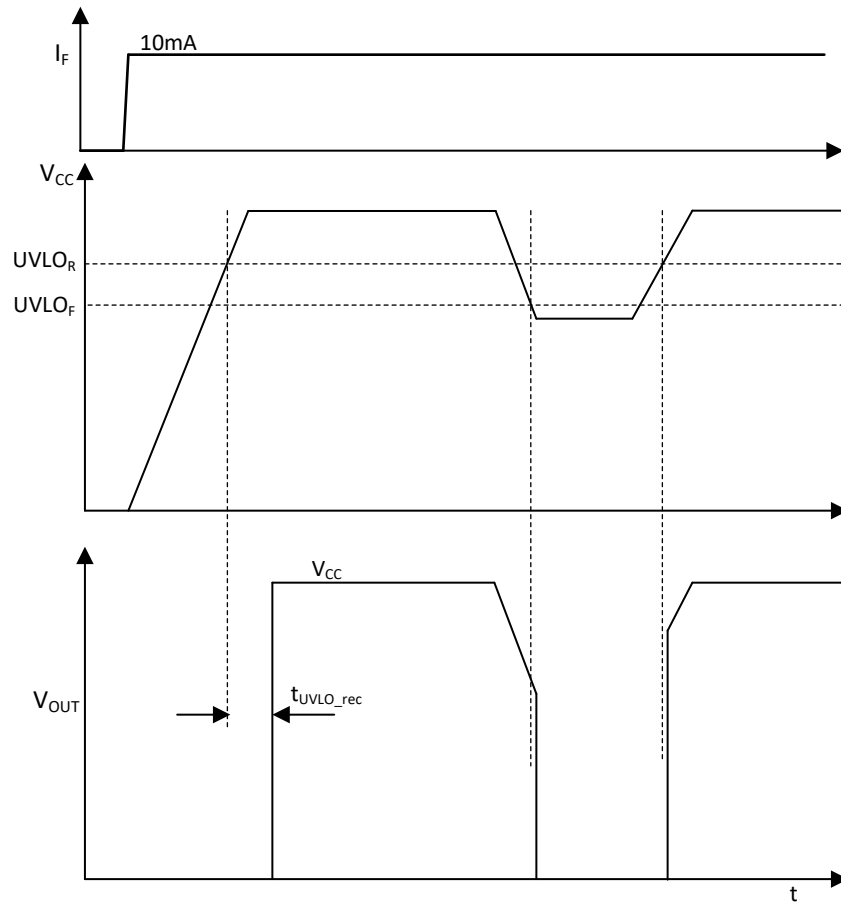 10mA
I_F
V_CC
UVLO_R
UVLO_F
V_CC
t_UVLO_rec
V_OUT
t